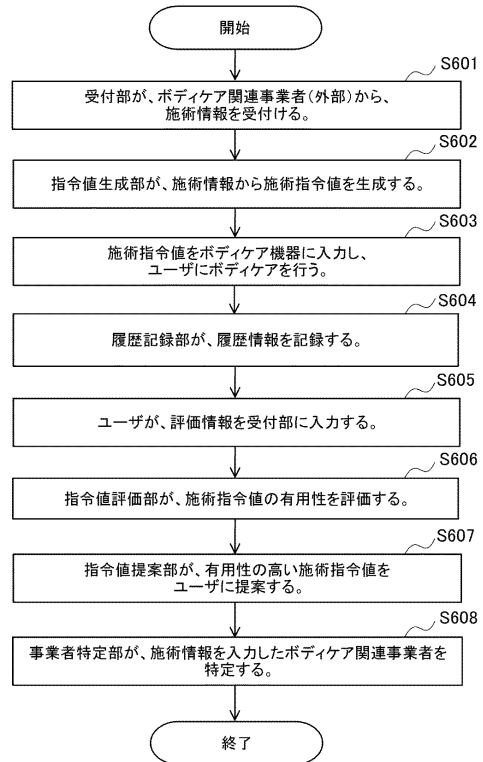 開始
S601
受付部が、ボディケア関連事業者(外部)から、
施術情報を受付ける。
S602
指令値生成部が、施術情報から施術指令値を生成する。
S603
施術指令値をボディケア機器に入力し、
ユーザにボディケアを行う。
S604
履歴記録部が、履歴情報を記録する。
S605
ユーザが、評価情報を受付部に入力する。
S606
指令値評価部が、施術指令値の有用性を評価する。
S607
指令値提案部が、有用性の高い施術指令値を
ユーザに提案する。
S608
事業者特定部が、施術情報を入力したボディケア関連事業者を
特定する。
終了